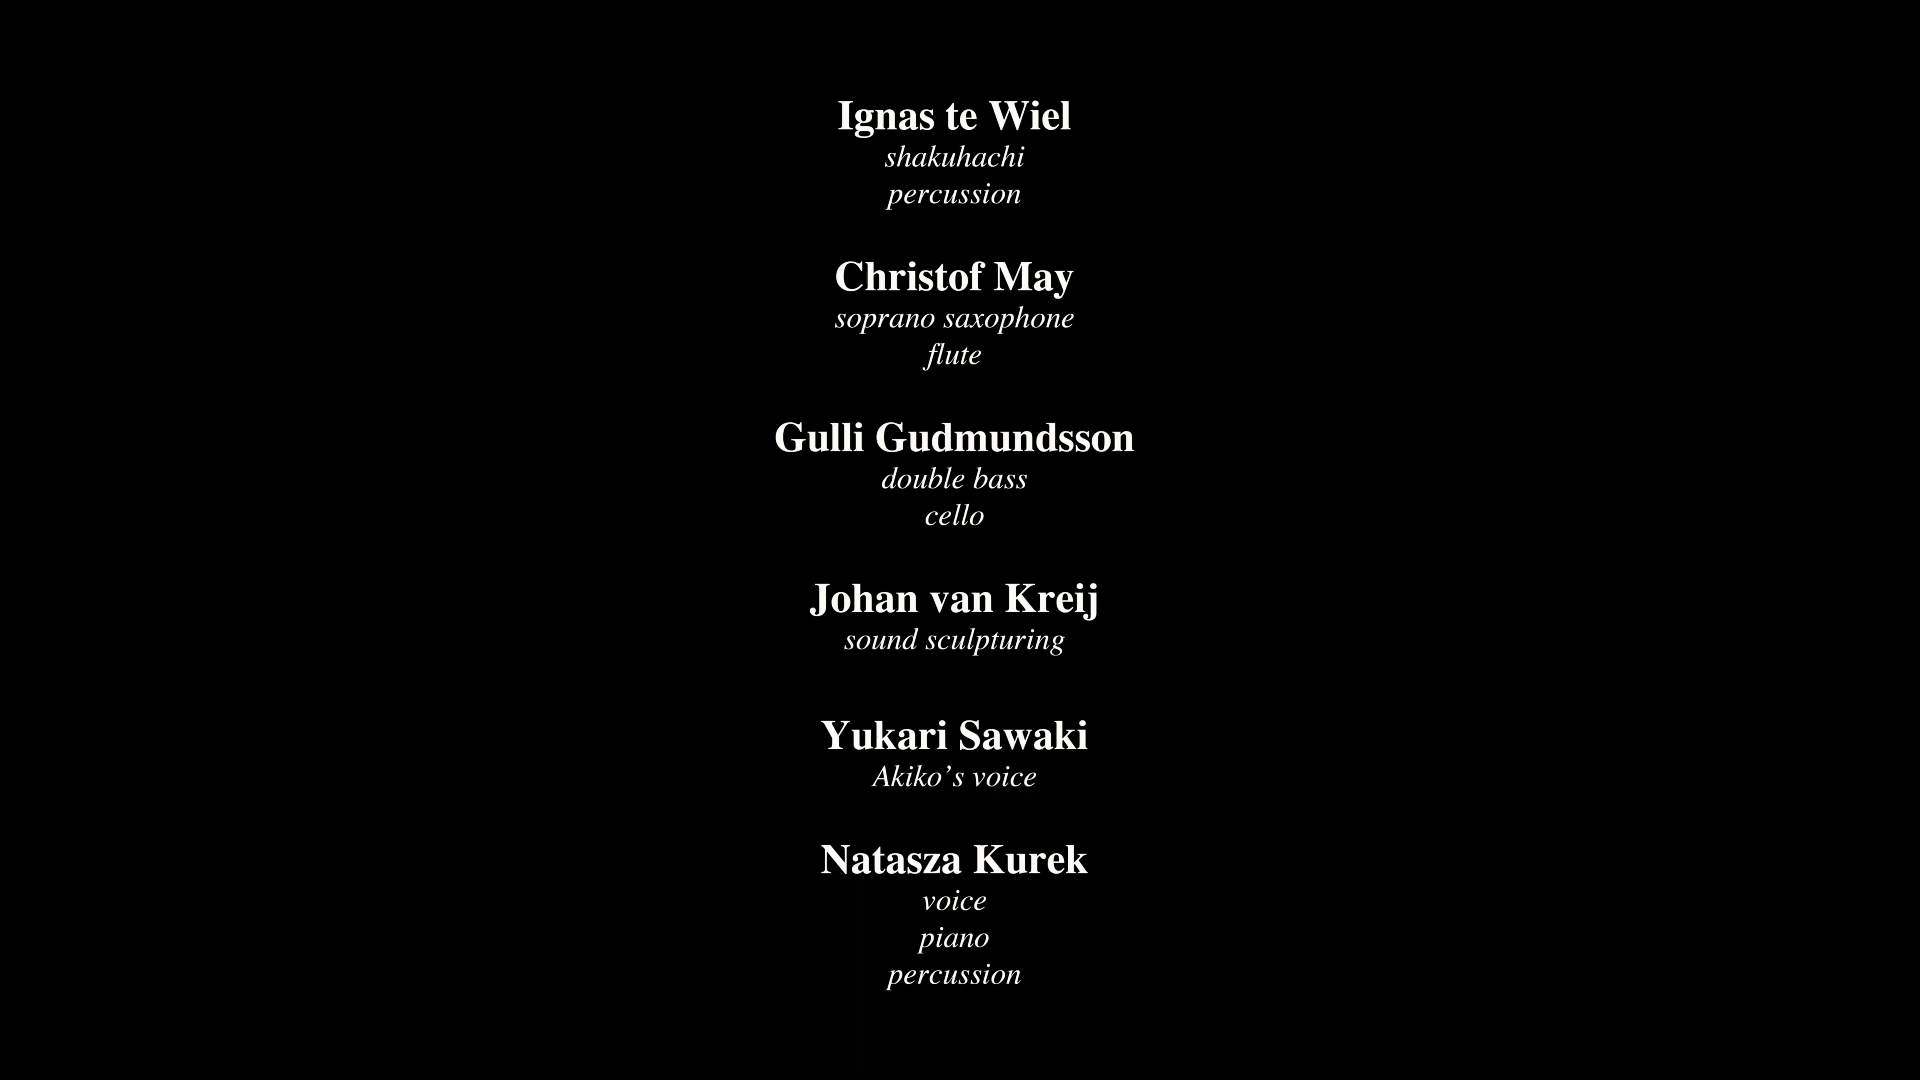 Ignas te Wiel
shakuhachi
percussion
Christof May
soprano saxophone
flute
Gulli Gudmundsson
double bass
cello
Johan van Kreij
sound sculpturing
Yukari Sawaki
Akiko’s voice
Natasza Kurek
voice
piano
percussion